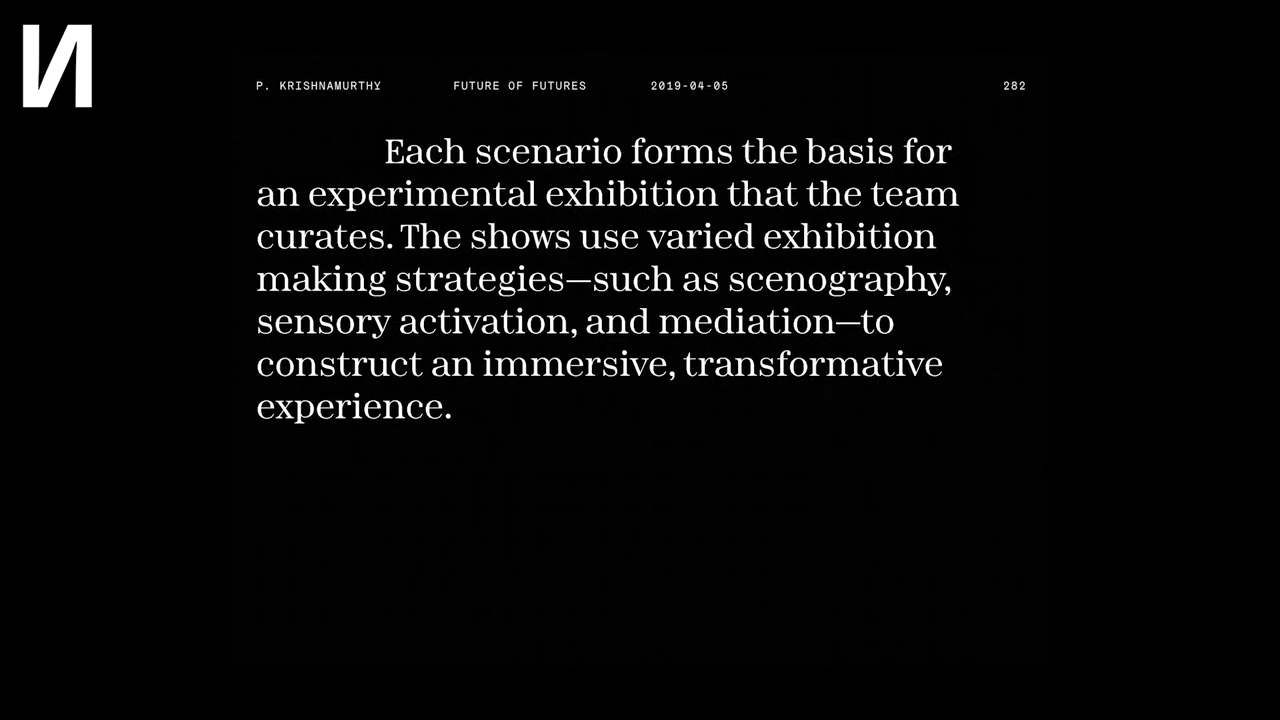 И
P. KRISHNAMURTHY FUTURE OF FUTURES 2019-04-05 282
Each scenario forms the basis for
an experimental exhibition that the team
curates. The shows use varied exhibition
making strategies—such as scenography,
sensory activation, and mediation—to
construct an immersive, transformative
experience.